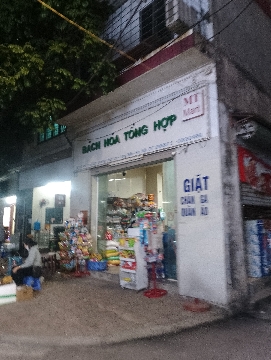 BÁCH HÓA TỔNG HỢP
MT
Mart
GIẶT
CHĂN GA
QUẦN ÁO